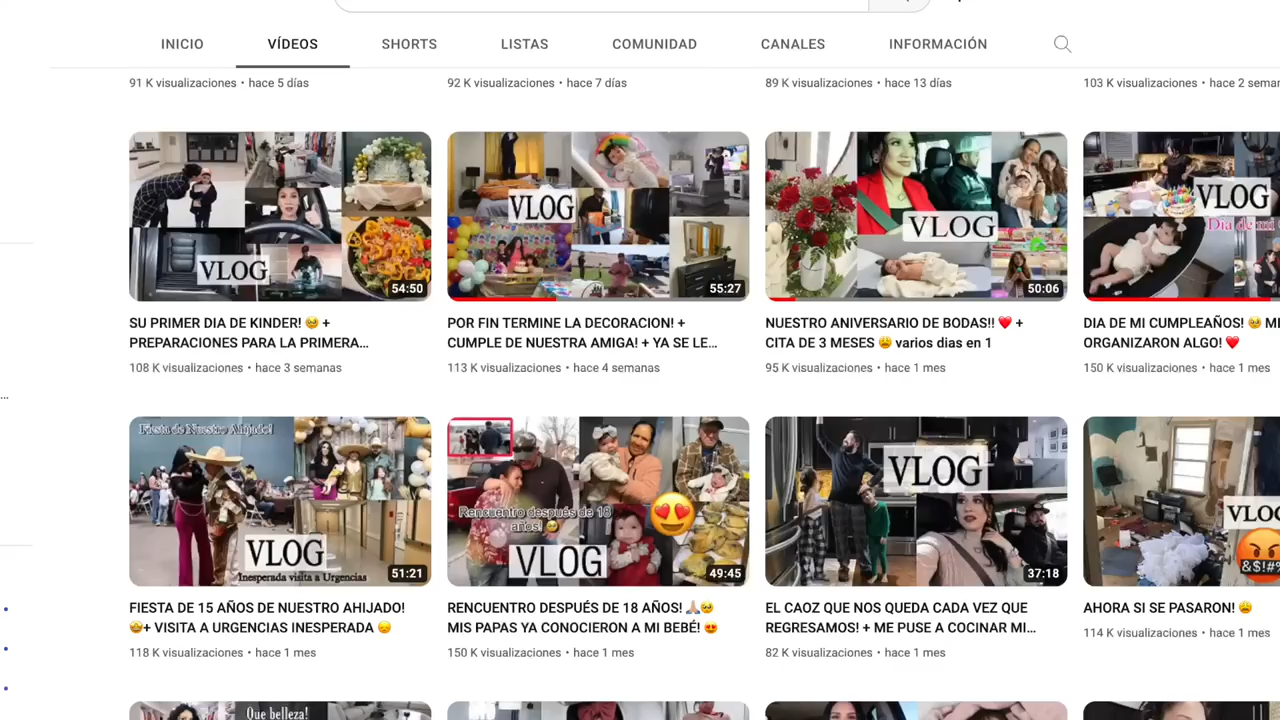 INICIO
VÍDEOS
SHORTS
LISTAS
COMUNIDAD
CANALES
INFORMACIÓN
91 K visualizaciones • hace 5 días
92 K visualizaciones • hace 7 días
89 K visualizaciones • hace 13 días
103 K visualizaciones • hace 2 seman
VLOG
54:50
VLOG
55:27
VLOG
50:06
VLOG
Dia de mi
SU PRIMER DIA DE KINDER! 🥹 +
PREPARACIONES PARA LA PRIMERA...
108 K visualizaciones • hace 3 semanas
POR FIN TERMINE LA DECORACION! +
CUMPLE DE NUESTRA AMIGA! + YA SE LE...
113 K visualizaciones • hace 4 semanas
NUESTRO ANIVERSARIO DE BODAS!! ❤️ +
CITA DE 3 MESES 😩 varios dias en 1
95 K visualizaciones • hace 1 mes
DIA DE MI CUMPLEAÑOS! 🥹 MI
ORGANIZARON ALGO! ❤️
150 K visualizaciones • hace 1 mes
...
Fiesta de Nuestro Ahijado!
VLOG
Inesperada visita a Urgencias
51:21
Rencuentro después de 18
años! 🥹
VLOG
49:45
VLOG
37:18
VLOG
&$!#%
FIESTA DE 15 AÑOS DE NUESTRO AHIJADO!
🤩+ VISITA A URGENCIAS INESPERADA 😞
118 K visualizaciones • hace 1 mes
RENCUENTRO DESPUÉS DE 18 AÑOS! 🙏🏼🥹
MIS PAPAS YA CONOCIERON A MI BEBÉ! 😍
150 K visualizaciones • hace 1 mes
EL CAOZ QUE NOS QUEDA CADA VEZ QUE
REGRESAMOS! + ME PUSE A COCINAR MI...
82 K visualizaciones • hace 1 mes
AHORA SI SE PASARON! 😩
114 K visualizaciones • hace 1 mes
Que belleza!